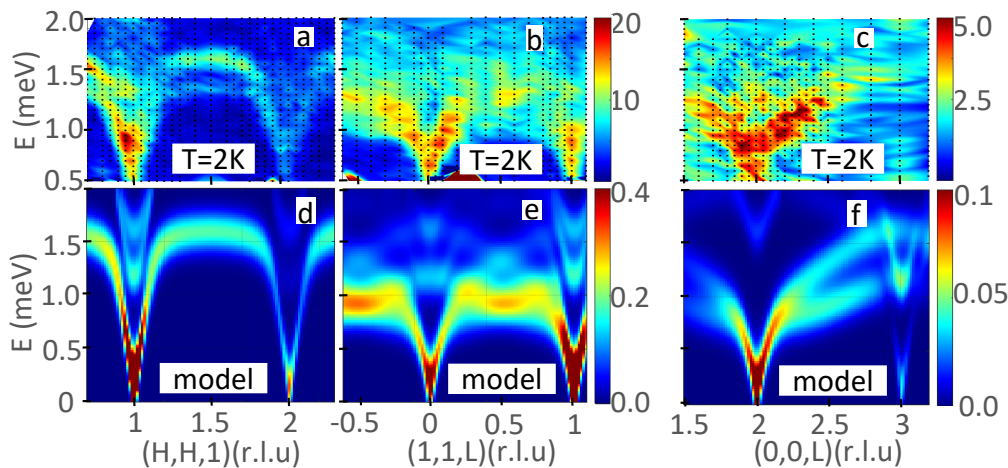 2.0
1.5
1.0
0.5
E (meV)
a
T=2K
b
T=2K
20
10
0
c
T=2K
5.0
2.5
0
1.5
1.0
0.5
0
E (meV)
d
model
e
model
0.4
0.2
0.0
f
model
0.1
0.05
0.0
1
2
(H,H,1)(r.l.u)
-0.5
0
0.5
1
(1,1,L)(r.l.u)
1.5
2
2.5
3
(0,0,L)(r.l.u)